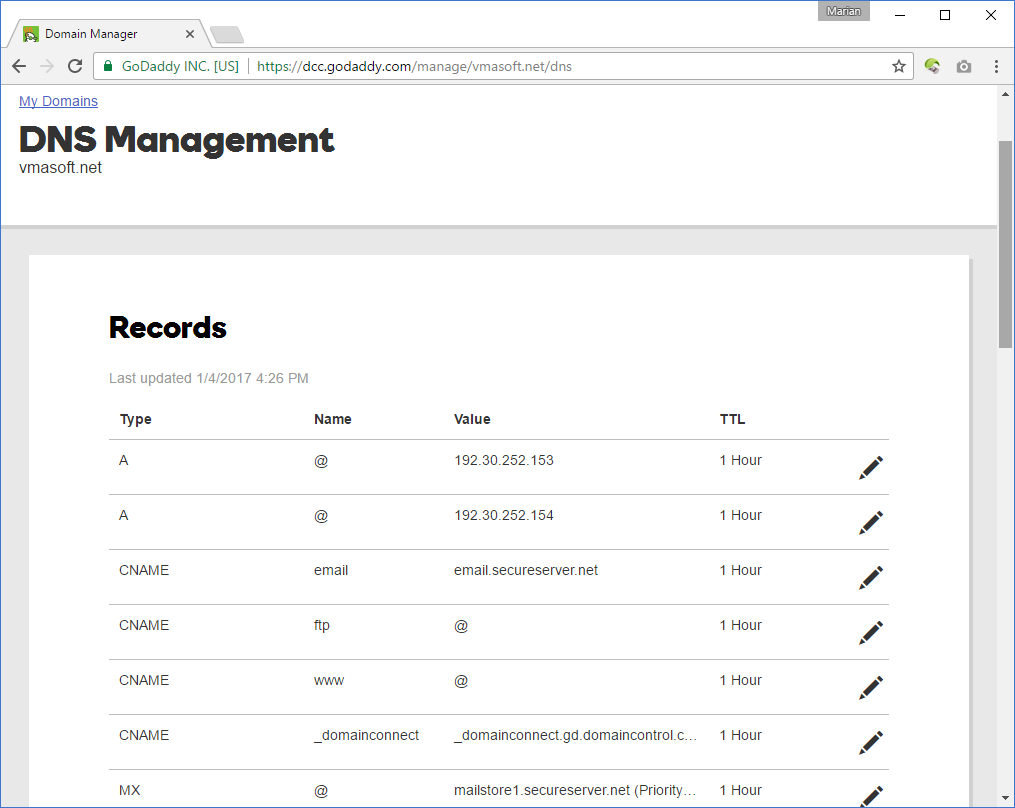 Marian
Domain Manager
GoDaddy INC. [US] https://dcc.godaddy.com/manage/vmasoft.net/dns
My Domains
DNS Management
vmasoft.net
Records
Last updated 1/4/2017 4:26 PM
Type Name Value TTL
A @ 192.30.252.153 1 Hour
A @ 192.30.252.154 1 Hour
CNAME email email.secureserver.net 1 Hour
CNAME ftp @ 1 Hour
CNAME www @ 1 Hour
CNAME _domainconnect _domainconnect.gd.domaincontrol.c... 1 Hour
MX @ mailstore1.secureserver.net (Priority... 1 Hour